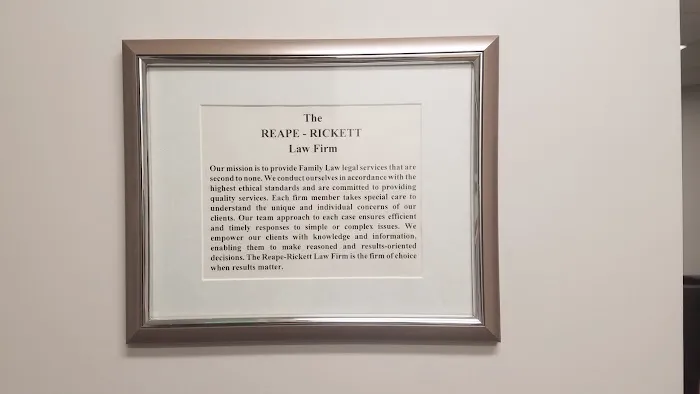 The
REAPE - RICKETT
Law Firm
Our mission is to provide Family Law legal services that are
second to none. We conduct ourselves in accordance with the
highest ethical standards and are committed to providing
quality services. Each firm member takes special care to
understand the unique and individual concerns of our
clients. Our team approach to each case ensures efficient
and timely responses to simple or complex issues. We
empower our clients with knowledge and information,
enabling them to make reasoned and results-oriented
decisions. The Reape-Rickett Law Firm is the firm of choice
when results matter.